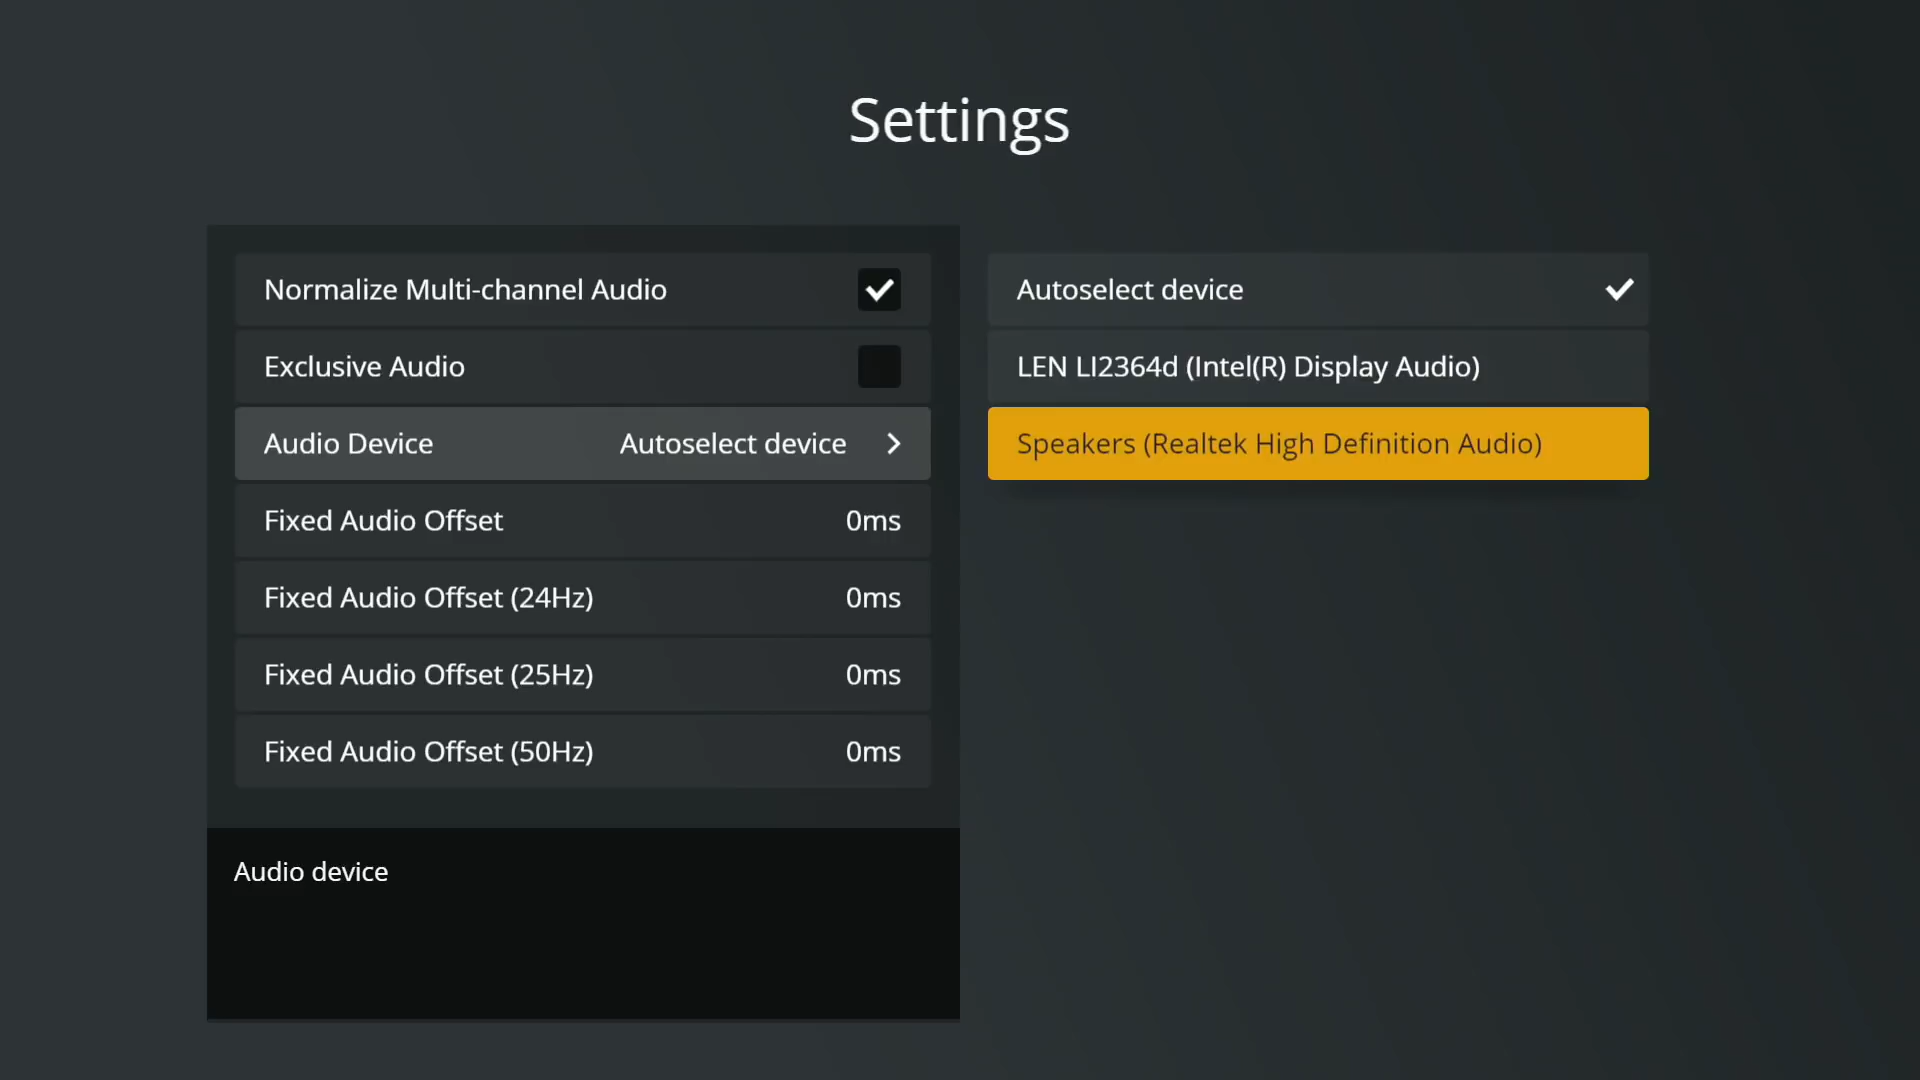 Settings
Normalize Multi-channel Audio
Exclusive Audio
Audio Device Autoselect device
Fixed Audio Offset 0ms
Fixed Audio Offset (24Hz) 0ms
Fixed Audio Offset (25Hz) 0ms
Fixed Audio Offset (50Hz) 0ms
Audio device
Autoselect device
LEN LI2364d (Intel(R) Display Audio)
Speakers (Realtek High Definition Audio)